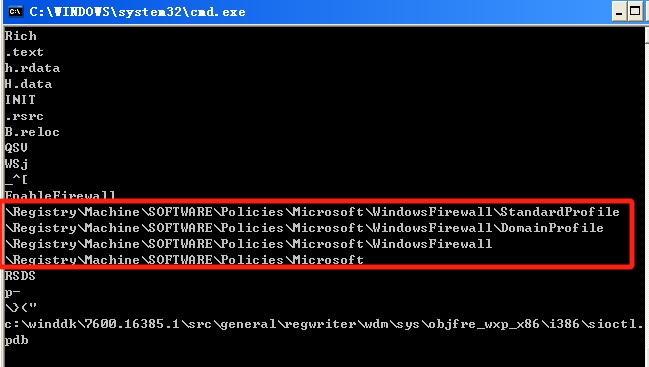 C:\WINDOWS\system32\cmd.exe
Rich
.text
h.rdata
H.data
INIT
.rsrc
B.reloc
QSV
WSj
_^[
EnableFirewall
\Registry\Machine\SOFTWARE\Policies\Microsoft\WindowsFirewall\StandardProfile
\Registry\Machine\SOFTWARE\Policies\Microsoft\WindowsFirewall\DomainProfile
\Registry\Machine\SOFTWARE\Policies\Microsoft\WindowsFirewall
\Registry\Machine\SOFTWARE\Policies\Microsoft
RSDS
p-
\}("
c:\winddk\7600.16385.1\src\general\regwriter\wdm\sys\objfre_wxp_x86\i386\sioctl.
pdb